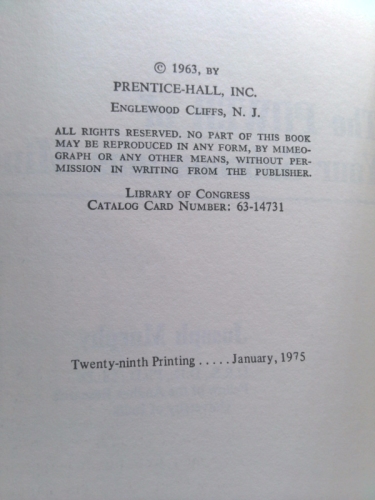 © 1963, BY
PRENTICE-HALL, INC.
ENGLEWOOD CLIFFS, N. J.
ALL RIGHTS RESERVED. NO PART OF THIS BOOK
MAY BE REPRODUCED IN ANY FORM, BY MIMEO-
GRAPH OR ANY OTHER MEANS, WITHOUT PER-
MISSION IN WRITING FROM THE PUBLISHER.
LIBRARY OF CONGRESS
CATALOG CARD NUMBER: 63-14731
Twenty-ninth Printing ..... January, 1975